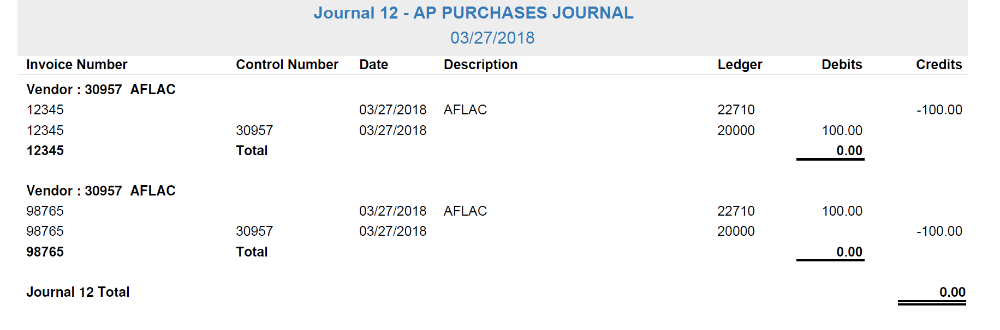 Journal 12 - AP PURCHASES JOURNAL
03/27/2018
Invoice Number Control Number Date Description Ledger Debits Credits
Vendor : 30957 AFLAC
12345 03/27/2018 AFLAC 22710 -100.00
12345 30957 03/27/2018 20000 100.00
12345 Total 0.00
Vendor : 30957 AFLAC
98765 03/27/2018 AFLAC 22710 100.00
98765 30957 03/27/2018 20000 -100.00
98765 Total 0.00
Journal 12 Total 0.00